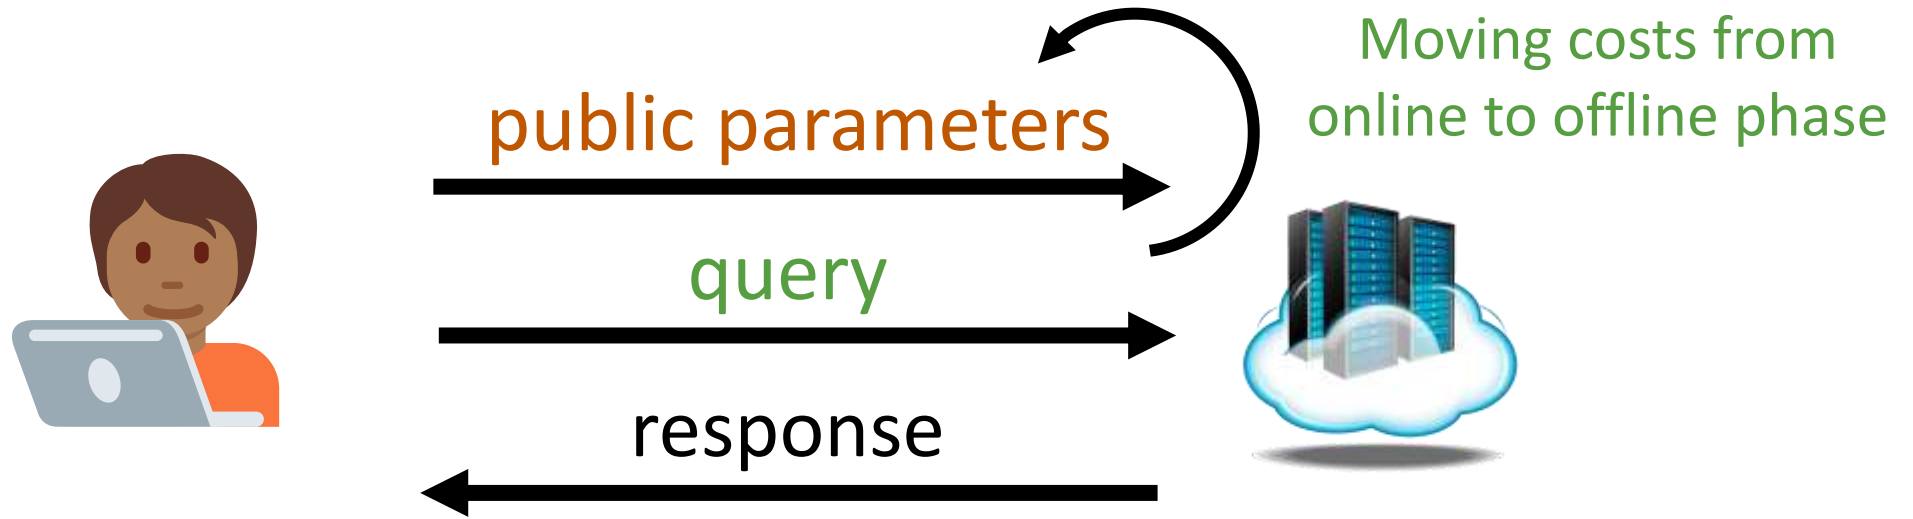 Moving costs from
online to offline phase
public parameters
query
response